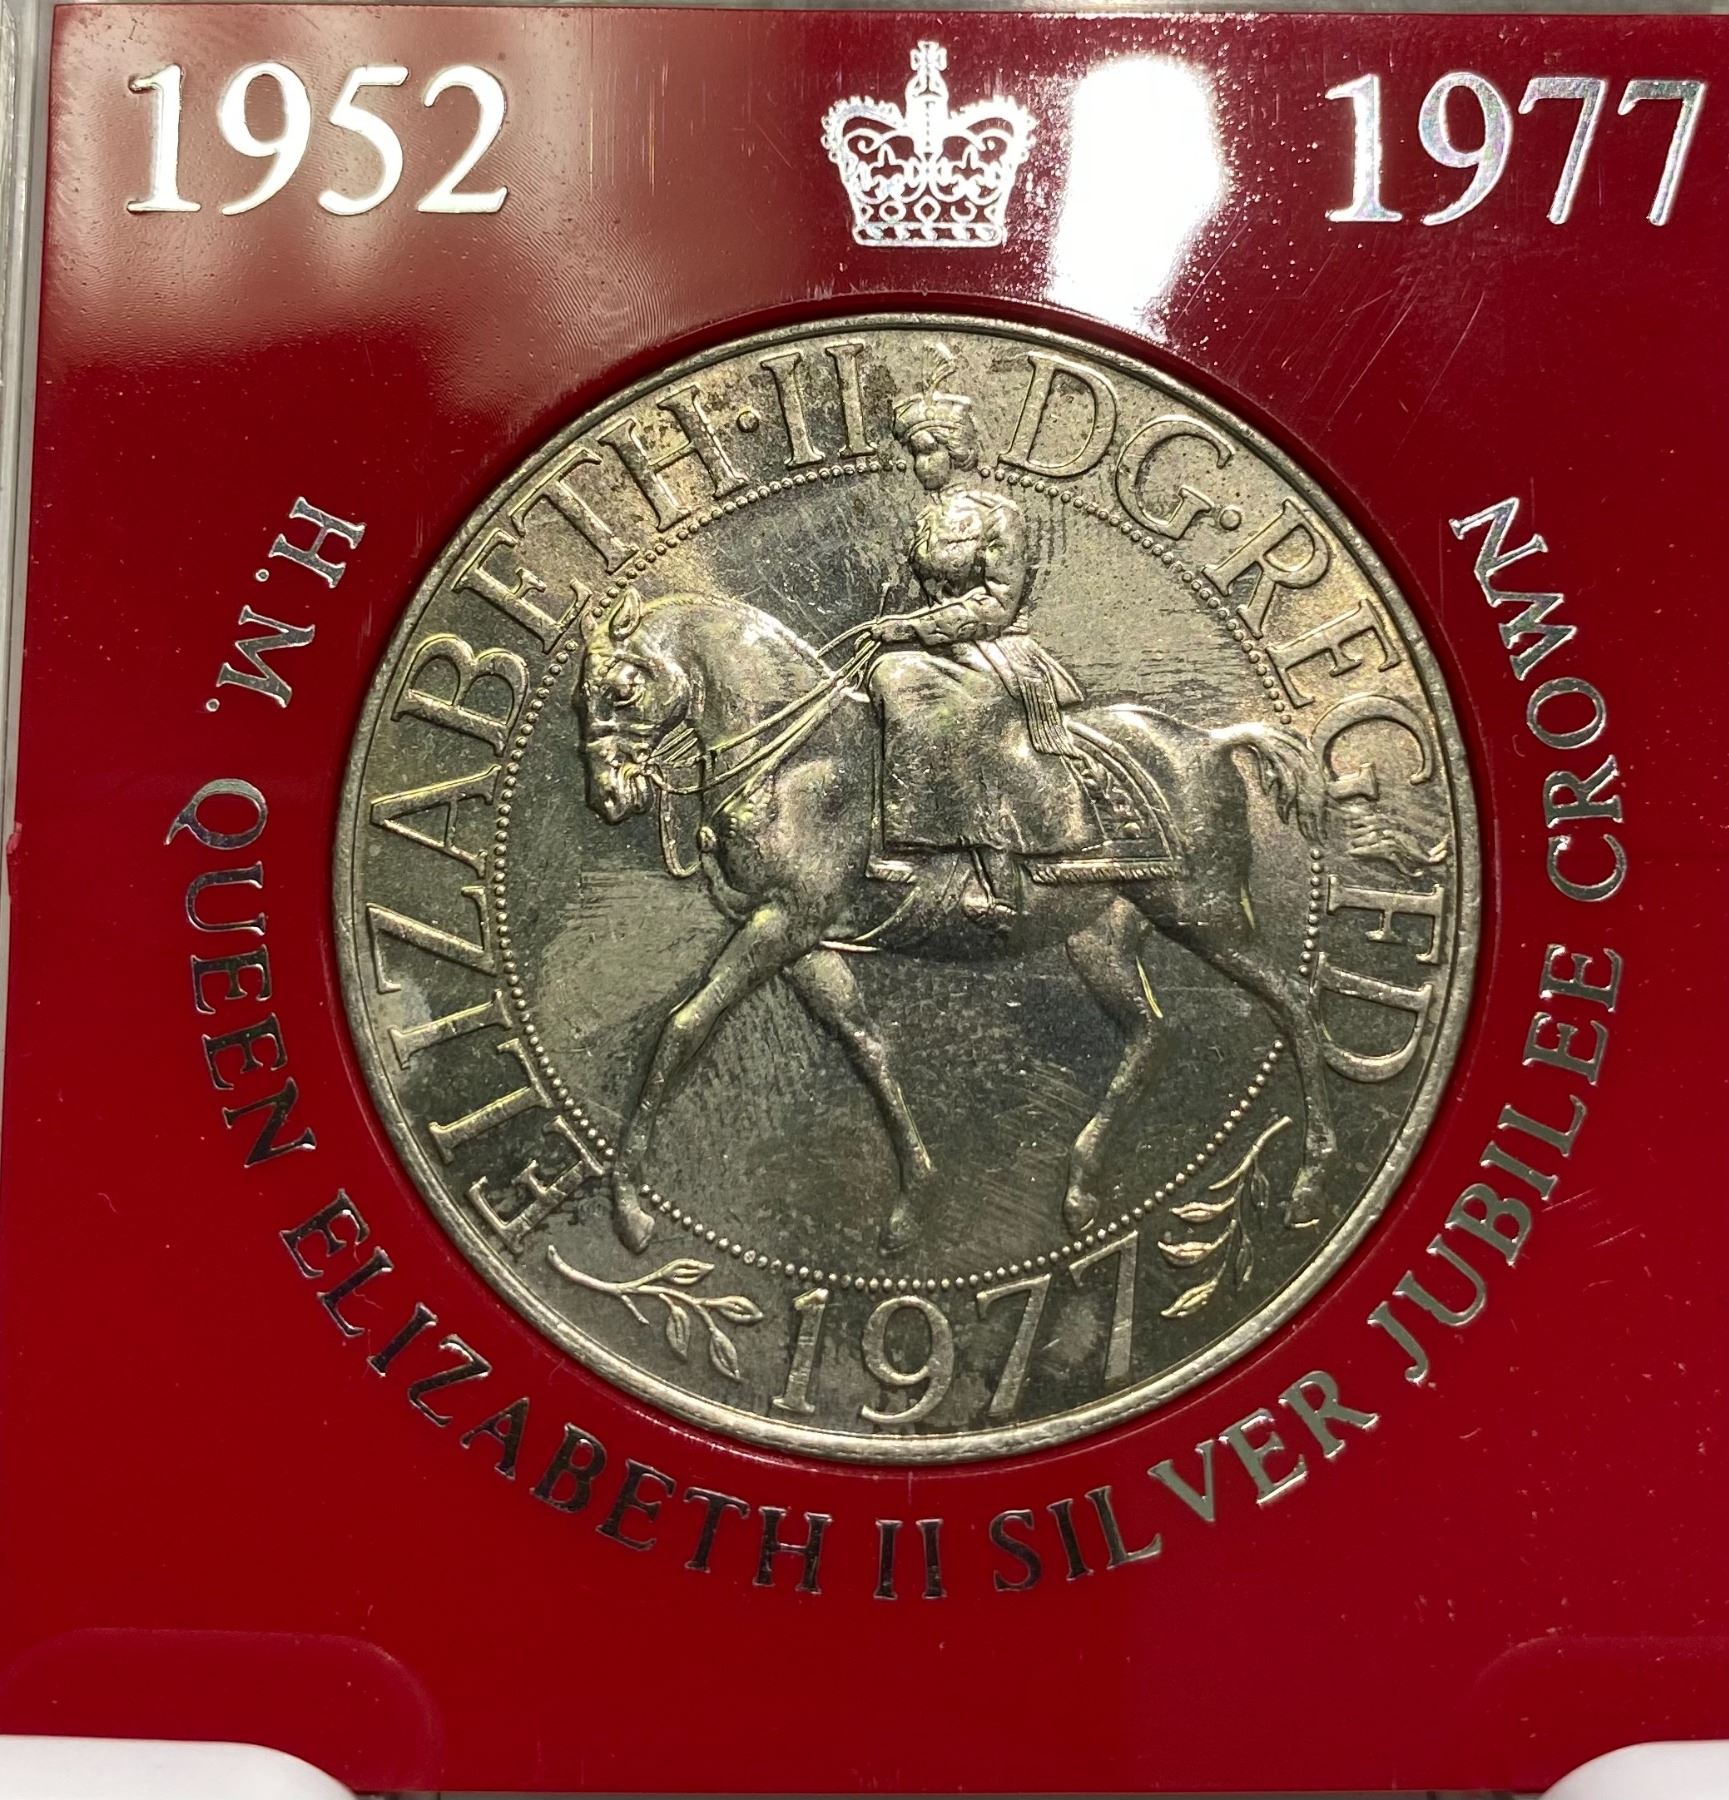 1952 1977
ELIZABETH·II DG·REG FD
1977
H.M. QUEEN ELIZABETH II SILVER JUBILEE CROWN